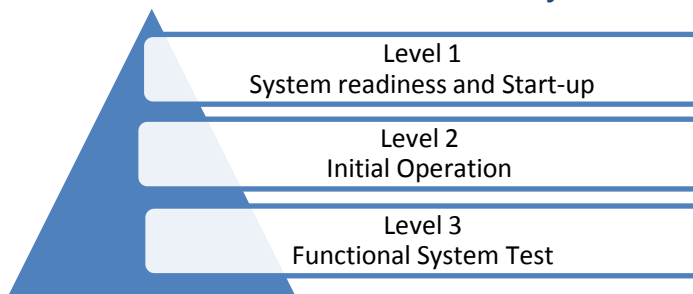 Level 1
System readiness and Start-up
Level 2
Initial Operation
Level 3
Functional System Test